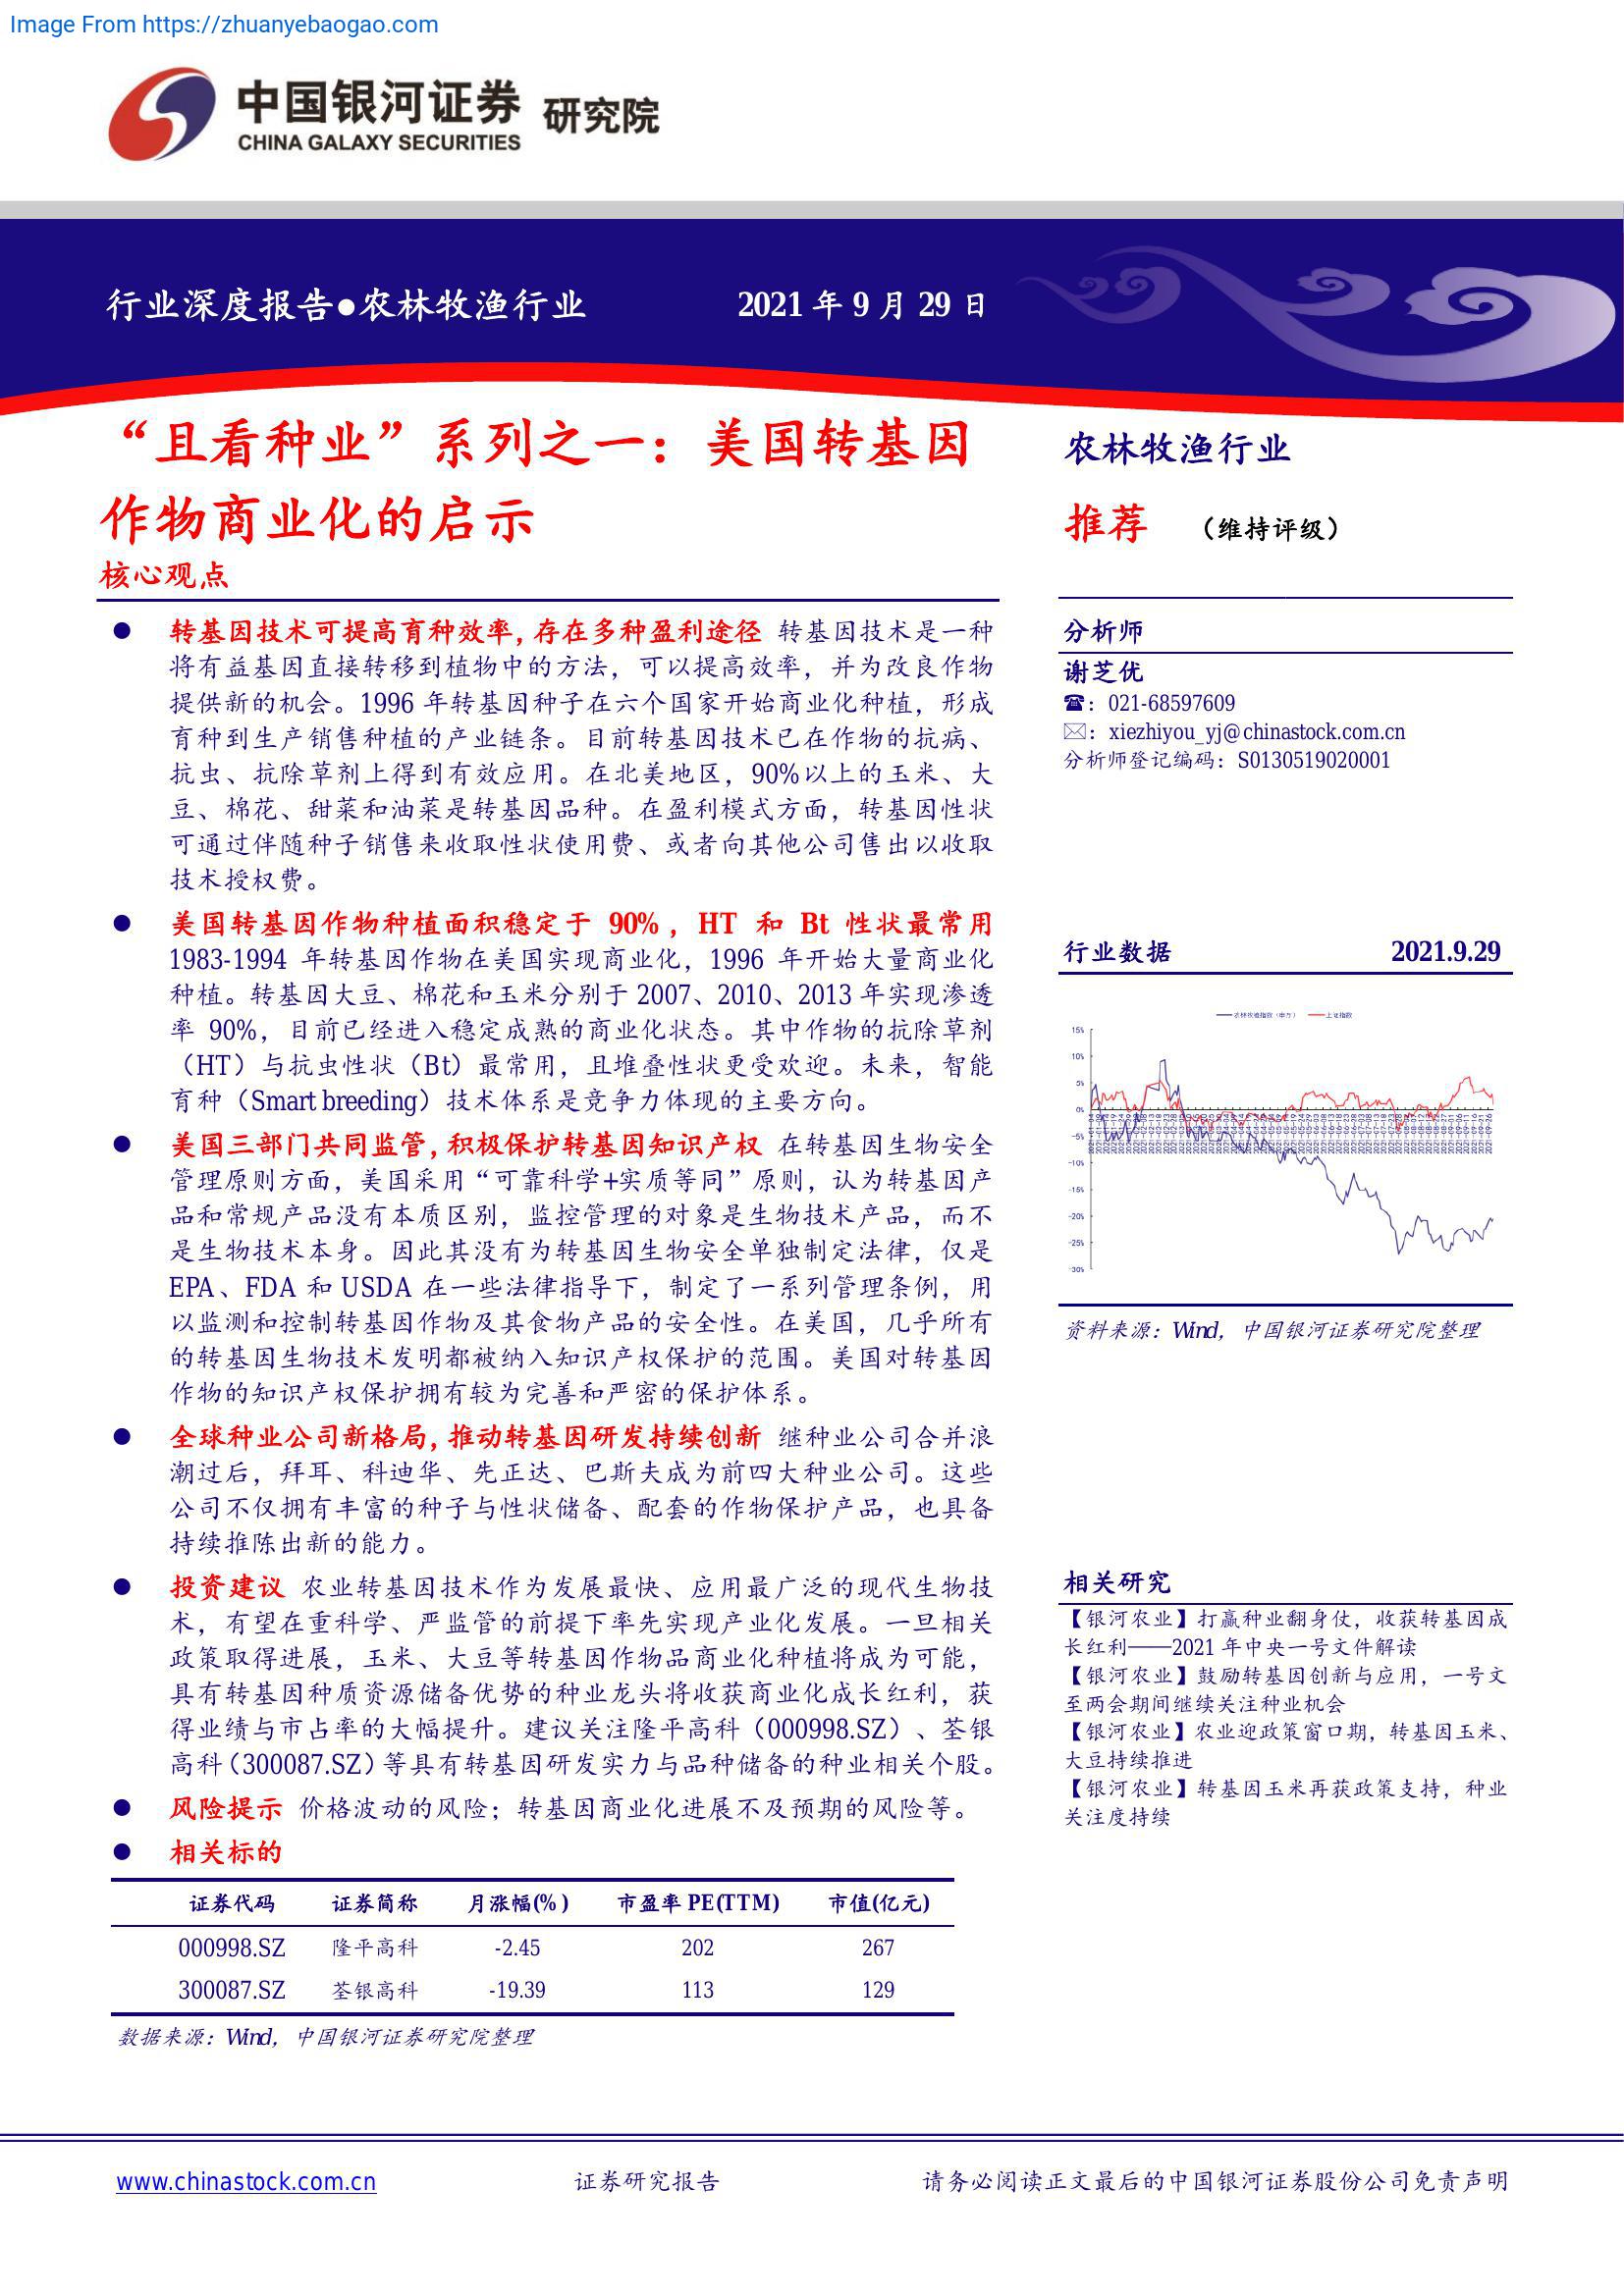 Image From https://zhuanyebaogao.com
中国银河证券 研究院
CHINA GALAXY SECURITIES
行业深度报告●农林牧渔行业 2021 年 9 月 29 日
“且看种业”系列之一：美国转基因
作物商业化的启示
核心观点
● 转基因技术可提高育种效率,存在多种盈利途径 转基因技术是一种
将有益基因直接转移到植物中的方法，可以提高效率，并为改良作物
提供新的机会。1996 年转基因种子在六个国家开始商业化种植，形成
育种到生产销售种植的产业链条。目前转基因技术已在作物的抗病、
抗虫、抗除草剂上得到有效应用。在北美地区，90%以上的玉米、大
豆、棉花、甜菜和油菜是转基因品种。在盈利模式方面，转基因性状
可通过伴随种子销售来收取性状使用费、或者向其他公司售出以收取
技术授权费。
● 美国转基因作物种植面积稳定于 90%，HT 和 Bt 性状最常用
1983-1994 年转基因作物在美国实现商业化，1996 年开始大量商业化
种植。转基因大豆、棉花和玉米分别于 2007、2010、2013 年实现渗透
率 90%，目前已经进入稳定成熟的商业化状态。其中作物的抗除草剂
（HT）与抗虫性状（Bt）最常用，且堆叠性状更受欢迎。未来，智能
育种（Smart breeding）技术体系是竞争力体现的主要方向。
● 美国三部门共同监管,积极保护转基因知识产权 在转基因生物安全
管理原则方面，美国采用“可靠科学+实质等同”原则，认为转基因产
品和常规产品没有本质区别，监控管理的对象是生物技术产品，而不
是生物技术本身。因此其没有为转基因生物安全单独制定法律，仅是
EPA、FDA 和 USDA 在一些法律指导下，制定了一系列管理条例，用
以监测和控制转基因作物及其食物产品的安全性。在美国，几乎所有
的转基因生物技术发明都被纳入知识产权保护的范围。美国对转基因
作物的知识产权保护拥有较为完善和严密的保护体系。
● 全球种业公司新格局,推动转基因研发持续创新 继种业公司合并浪
潮过后，拜耳、科迪华、先正达、巴斯夫成为前四大种业公司。这些
公司不仅拥有丰富的种子与性状储备、配套的作物保护产品，也具备
持续推陈出新的能力。
● 投资建议 农业转基因技术作为发展最快、应用最广泛的现代生物技
术，有望在重科学、严监管的前提下率先实现产业化发展。一旦相关
政策取得进展，玉米、大豆等转基因作物品商业化种植将成为可能，
具有转基因种质资源储备优势的种业龙头将收获商业化成长红利，获
得业绩与市占率的大幅提升。建议关注隆平高科（000998.SZ）、荃银
高科（300087.SZ）等具有转基因研发实力与品种储备的种业相关个股。
● 风险提示 价格波动的风险；转基因商业化进展不及预期的风险等。
● 相关标的
证券代码 证券简称 月涨幅(%) 市盈率 PE(TTM) 市值(亿元)
000998.SZ 隆平高科 -2.45 202 267
300087.SZ 荃银高科 -19.39 113 129
数据来源：Wind，中国银河证券研究院整理
农林牧渔行业
推荐 （维持评级）
分析师
谢芝优
☎：021-68597609
✉：xiezhiyou_yj@chinastock.com.cn
分析师登记编码：S0130519020001
行业数据 2021.9.29
农林牧渔指数（申万） 上证指数
15%
10%
5%
0%
-5%
-10%
-15%
-20%
-25%
-30%
资料来源：Wind，中国银河证券研究院整理
相关研究
【银河农业】打赢种业翻身仗，收获转基因成
长红利——2021 年中央一号文件解读
【银河农业】鼓励转基因创新与应用，一号文
至两会期间继续关注种业机会
【银河农业】农业迎政策窗口期，转基因玉米、
大豆持续推进
【银河农业】转基因玉米再获政策支持，种业
关注度持续
www.chinastock.com.cn 证券研究报告 请务必阅读正文最后的中国银河证券股份公司免责声明